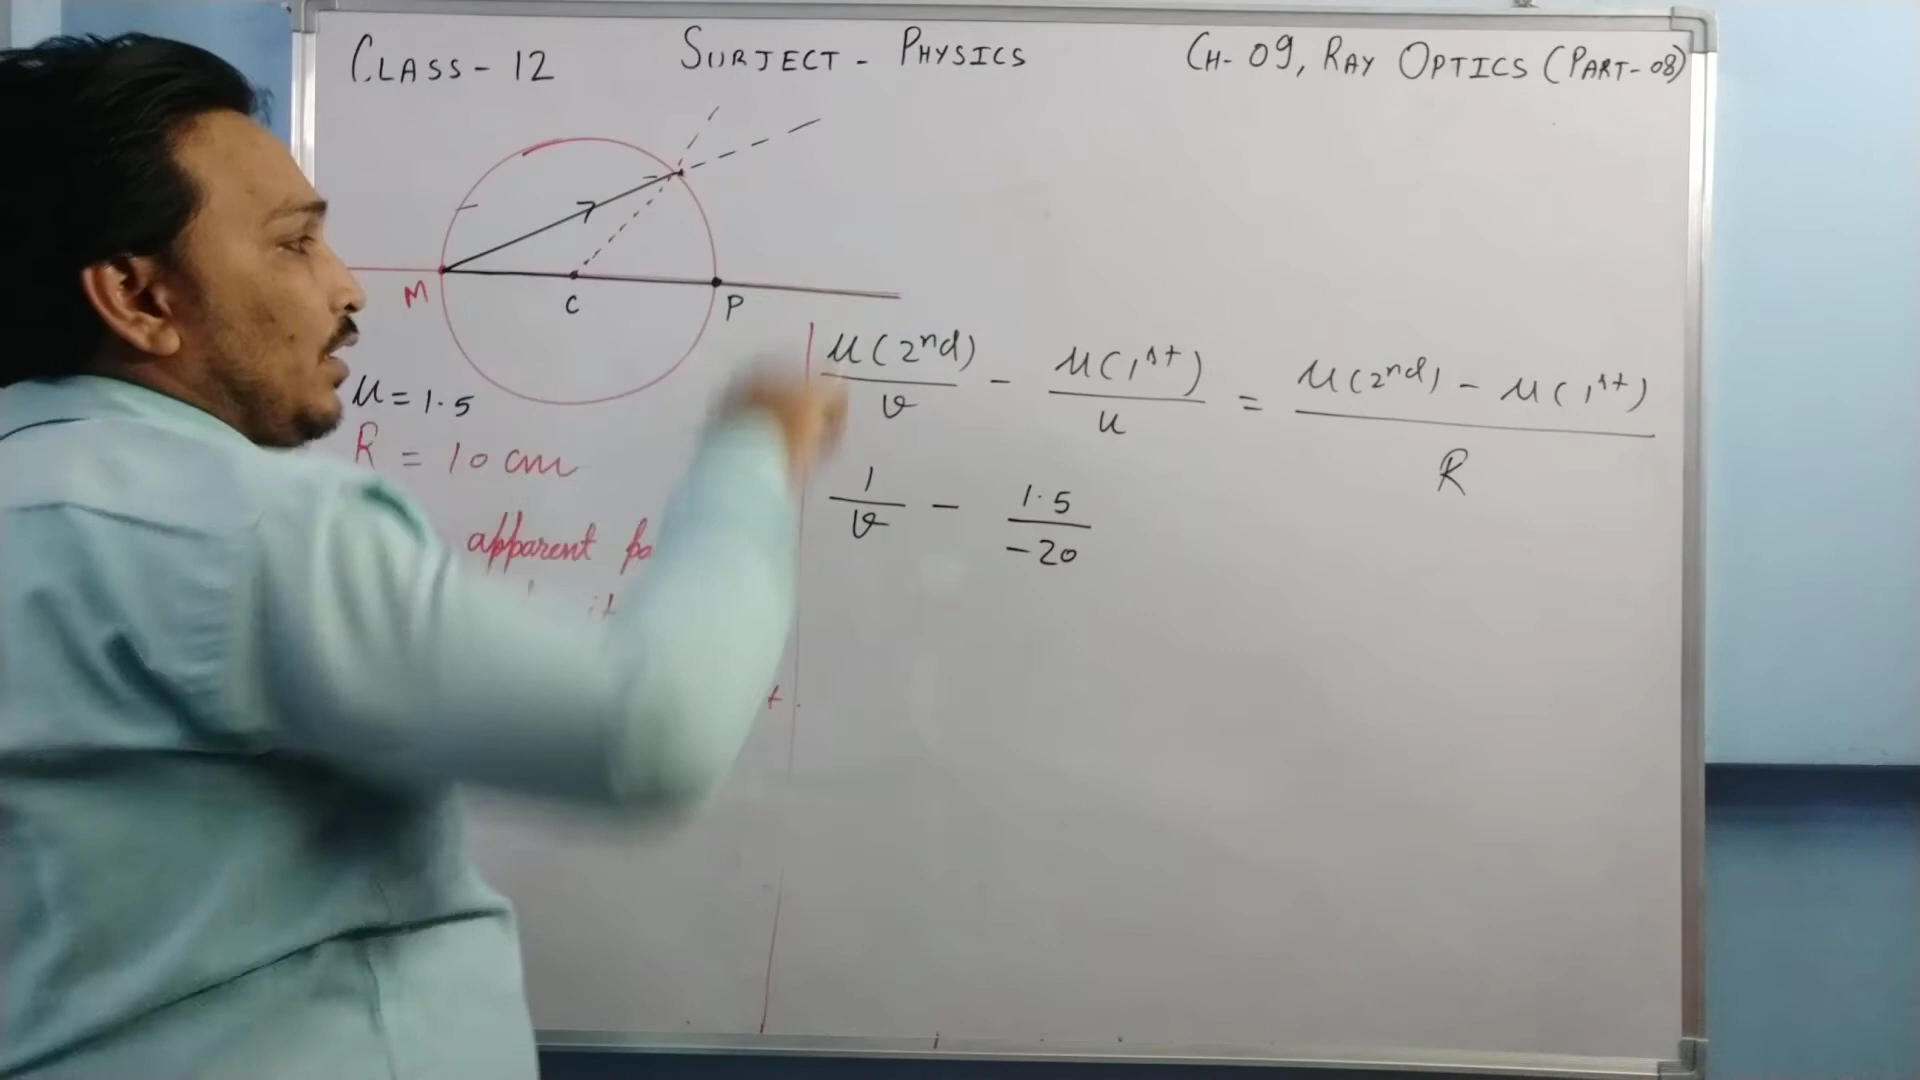 CLASS - 12 SUBJECT - PHYSICS CH- 09, RAY OPTICS (PART- 08)
M C P
μ = 1.5
R = 10 cm
apparent
μ(2nd)/v - μ(1st)/u = μ(2nd) - μ(1st)/R
1/v - 1.5/-20